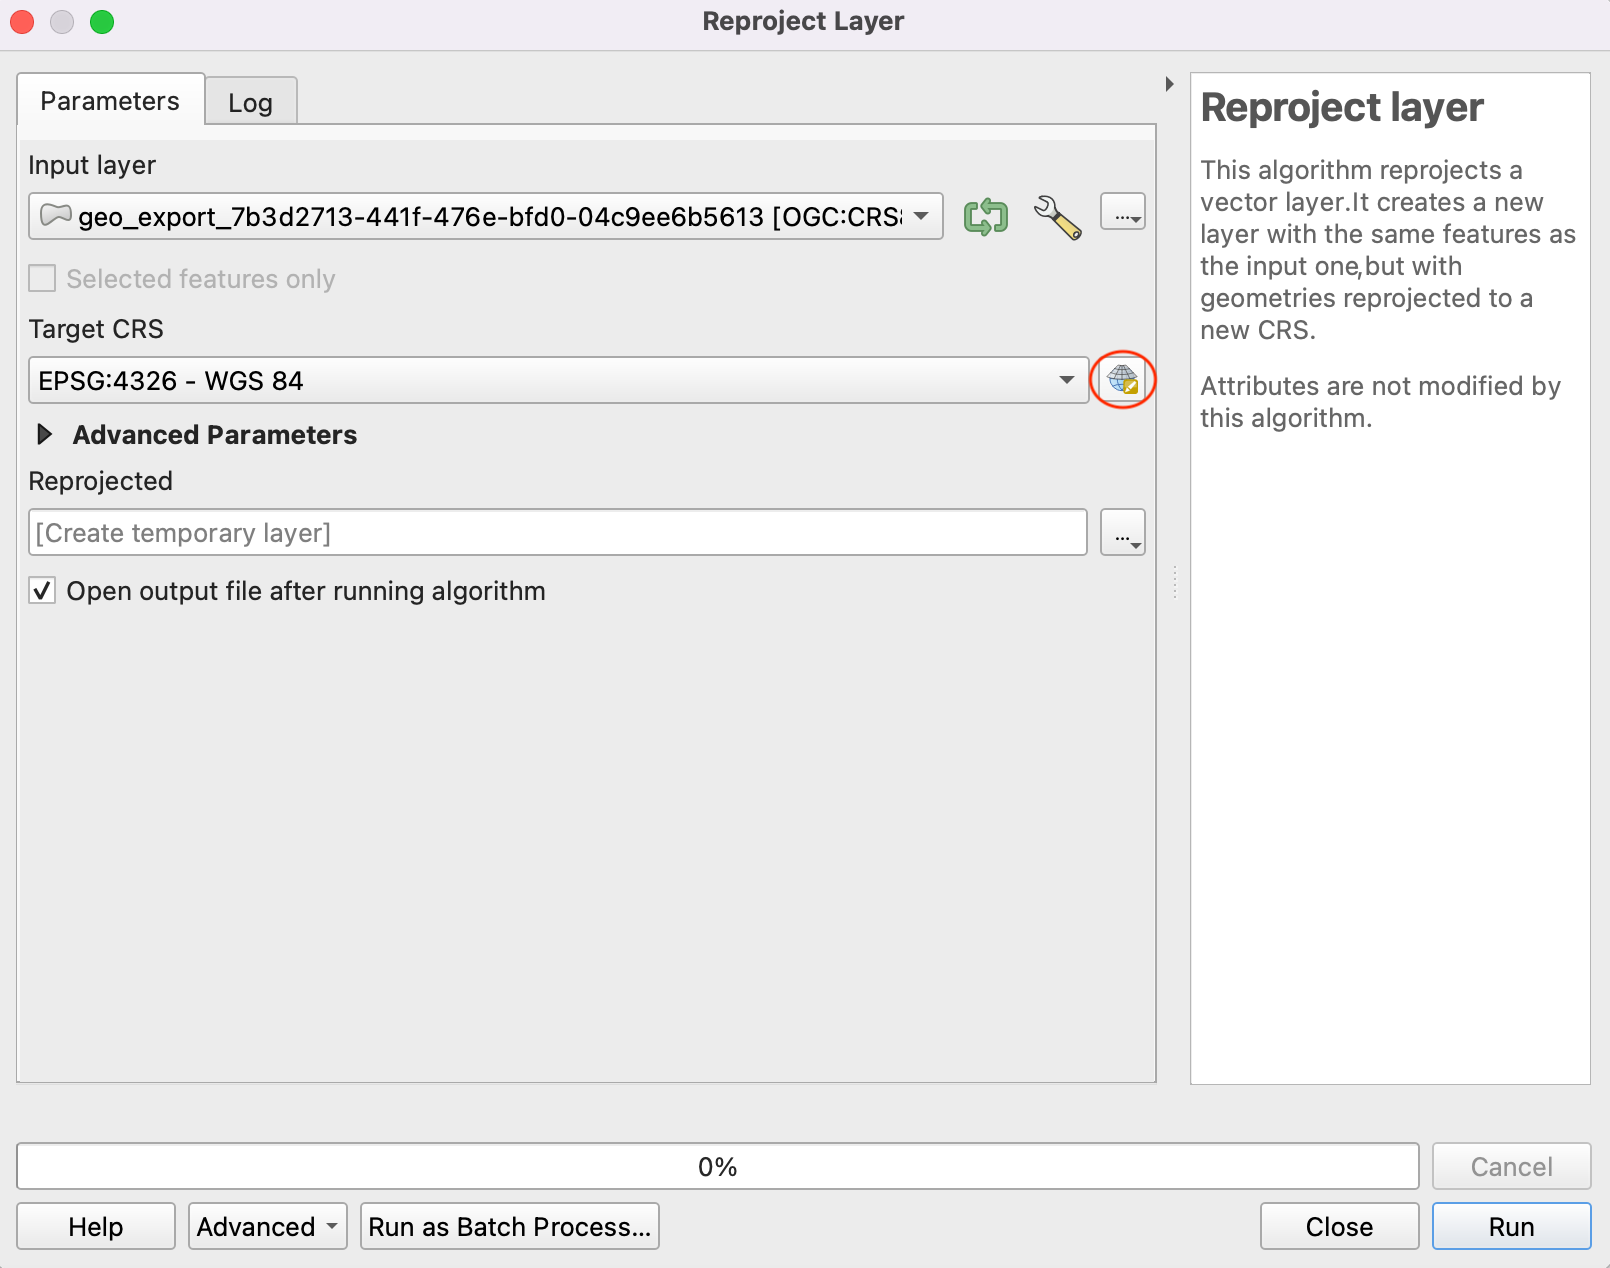 Reproject Layer
Parameters
Log
Input layer
geo_export_7b3d2713-441f-476e-bfd0-04c9ee6b5613 [OGC:CRS
...
Selected features only
Target CRS
EPSG:4326 - WGS 84
Advanced Parameters
Reprojected
[Create temporary layer]
...
Open output file after running algorithm
Reproject layer
This algorithm reprojects a
vector layer.It creates a new
layer with the same features as
the input one,but with
geometries reprojected to a
new CRS.
Attributes are not modified by
this algorithm.
0%
Cancel
Help
Advanced
Run as Batch Process...
Close
Run